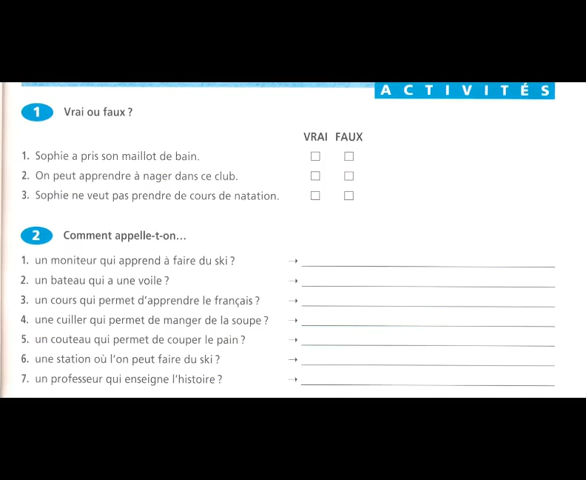 ACTIVITÉS
1 Vrai ou faux ?
VRAI FAUX
1. Sophie a pris son maillot de bain.
2. On peut apprendre à nager dans ce club.
3. Sophie ne veut pas prendre de cours de natation.
2 Comment appelle-t-on...
1. un moniteur qui apprend à faire du ski ? →
2. un bateau qui a une voile ? →
3. un cours qui permet d'apprendre le français ? →
4. une cuiller qui permet de manger de la soupe ? →
5. un couteau qui permet de couper le pain ? →
6. une station où l'on peut faire du ski ? →
7. un professeur qui enseigne l'histoire ? →